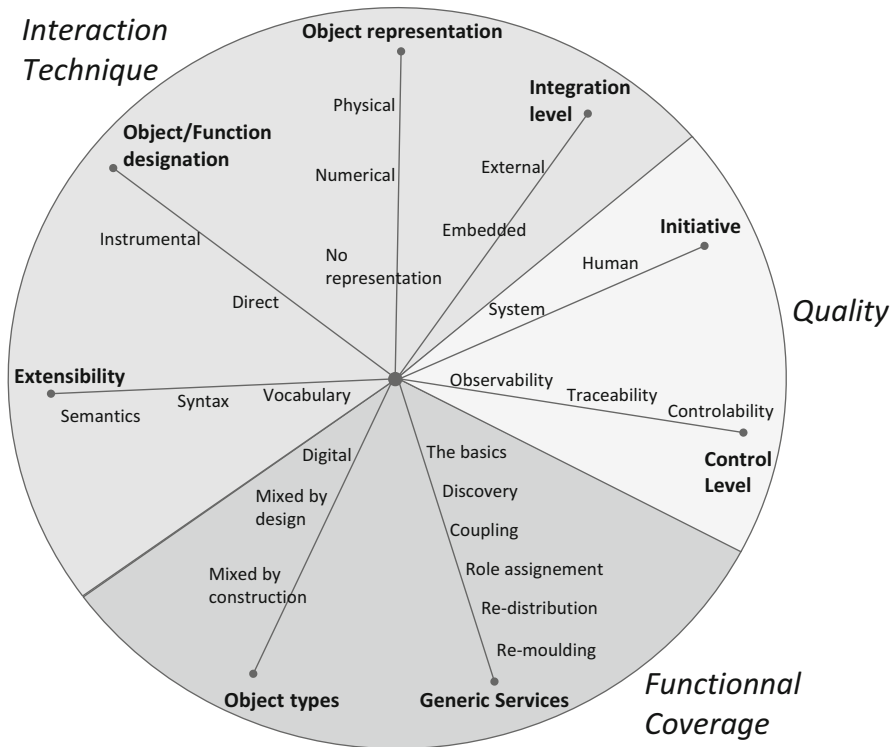 Interaction
Technique
Object representation
Physical
Numerical
No
representation
Integration
level
External
Embedded
Object/Function
designation
Instrumental
Direct
Extensibility
Semantics
Syntax
Vocabulary
Initiative
Human
System
Quality
Observability
Traceability
Controlability
Control
Level
Digital
Mixed by
design
Mixed by
construction
Object types
The basics
Discovery
Coupling
Role assignement
Re-distribution
Re-moulding
Generic Services
Functionnal
Coverage